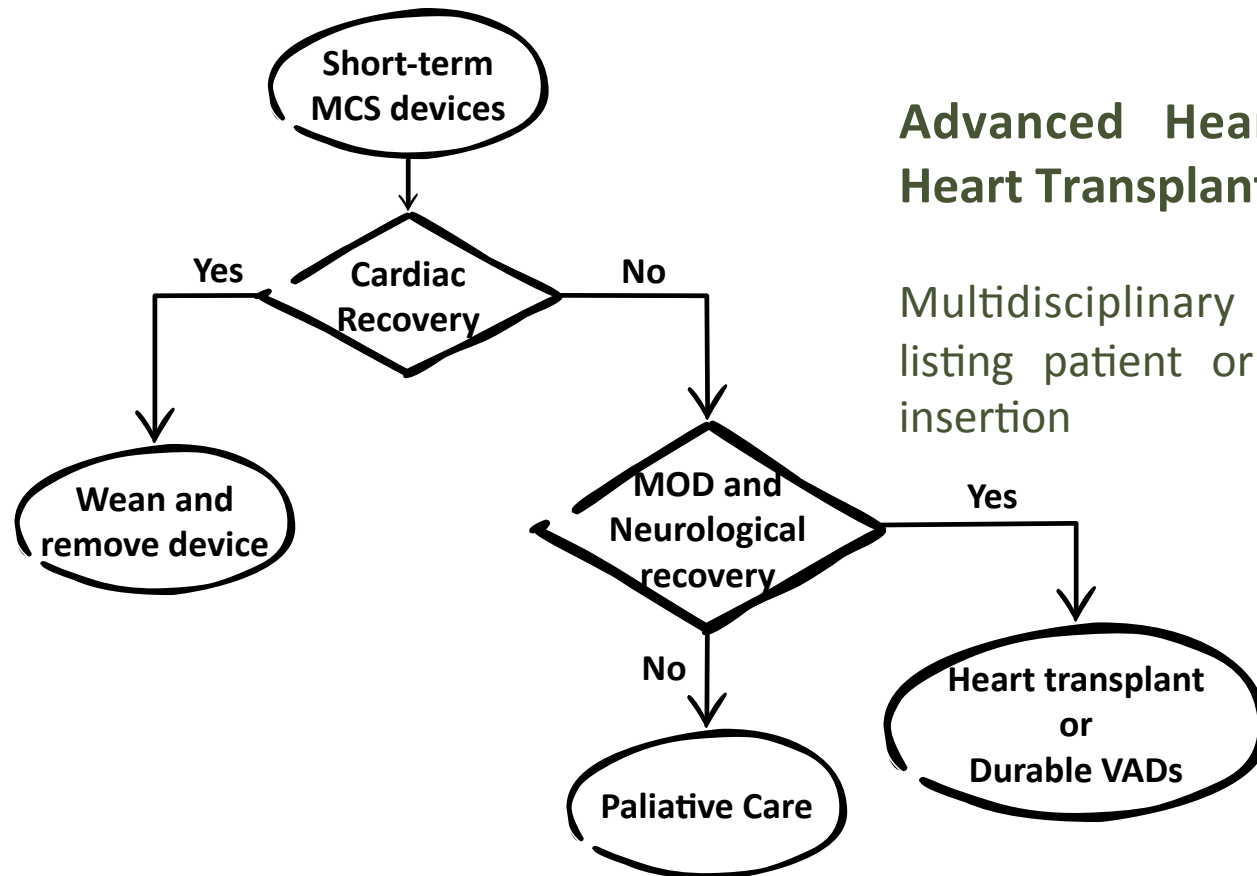 Short-term
MCS devices
Advanced Hear
Heart Transplant
Yes
Cardiac
Recovery
No
Multidisciplinary
listing patient or
insertion
Wean and
remove device
MOD and
Neurological
recovery
Yes
No
Heart transplant
or
Durable VADs
Paliative Care